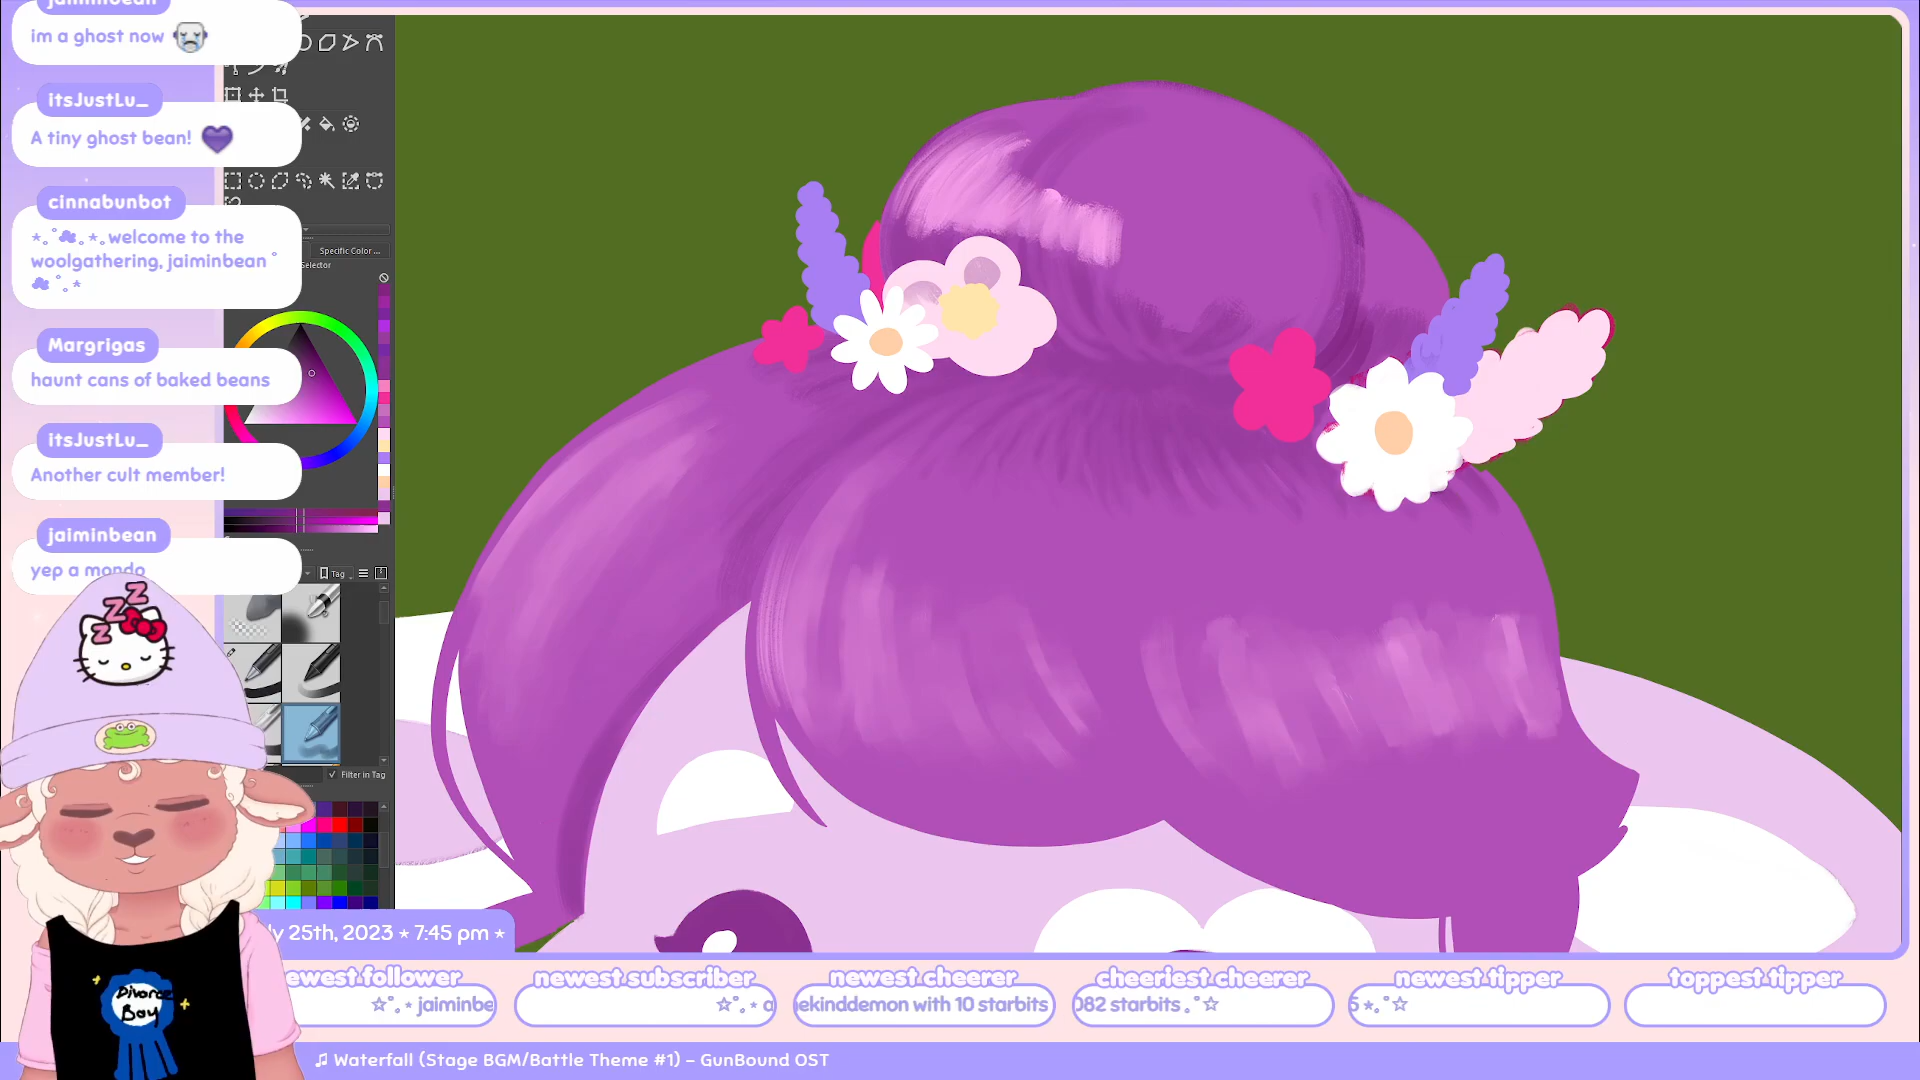 jaiminbean
im a ghost now
itsJustLu_
A tiny ghost bean!
cinnabunbot
welcome to the
woolgathering, jaiminbean
Margrigas
haunt cans of baked beans
itsJustLu_
Another cult member!
jaiminbean
yep a mondo
Specific Color ...
Selector
Tag
Filter in Tag
z z z
Divorce
Boy
y 25th, 2023 ⋆ 7:45 pm ⋆
ewest follower
☆˚｡⋆ jaiminbe
newest subscriber
☆˚｡⋆ a
newest cheerer
ekinddemon with 10 starbits
cheeriest cheerer
082 starbits ｡˚☆
newest tipper
5 ⋆｡˚☆
toppest tipper
♫ Waterfall (Stage BGM/Battle Theme #1) - GunBound OST